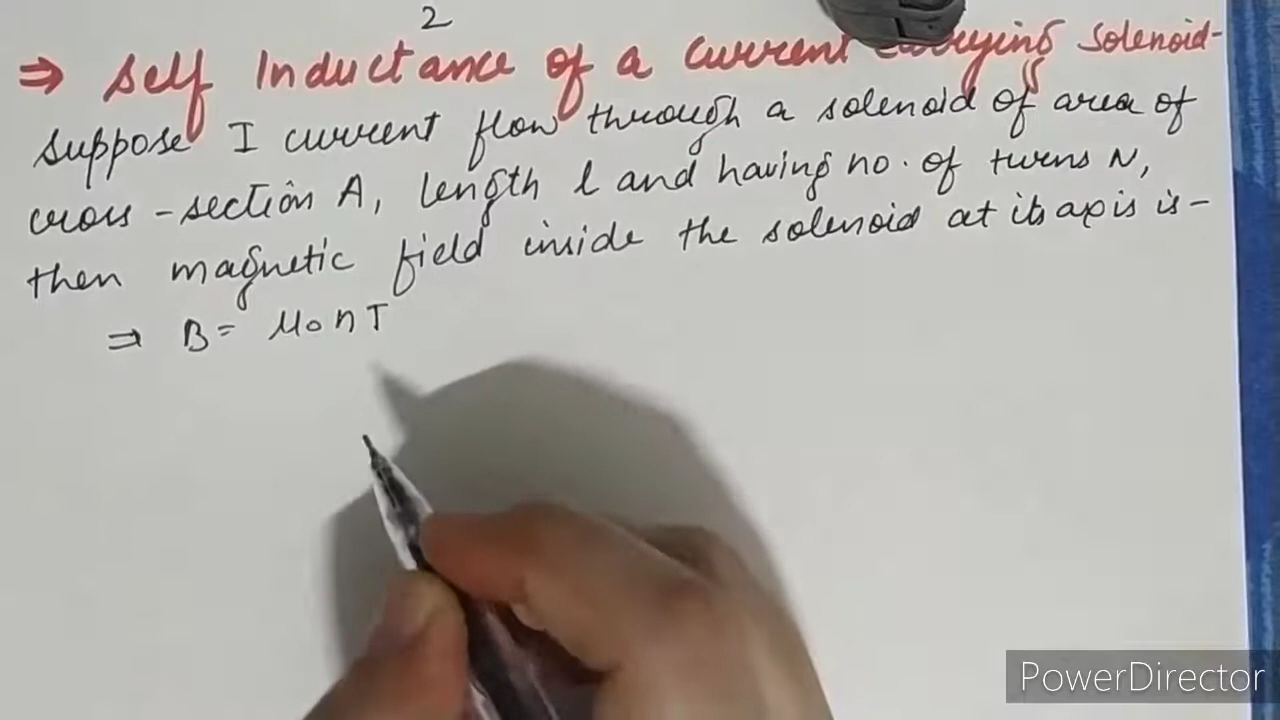 2
⇒ Self Inductance of a current carrying solenoid-
Suppose I current flow through a solenoid of area of
cross-section A, length l and having no. of turns N,
then magnetic field inside the solenoid at its axis is-
⇒ B = μ0nI
PowerDirector